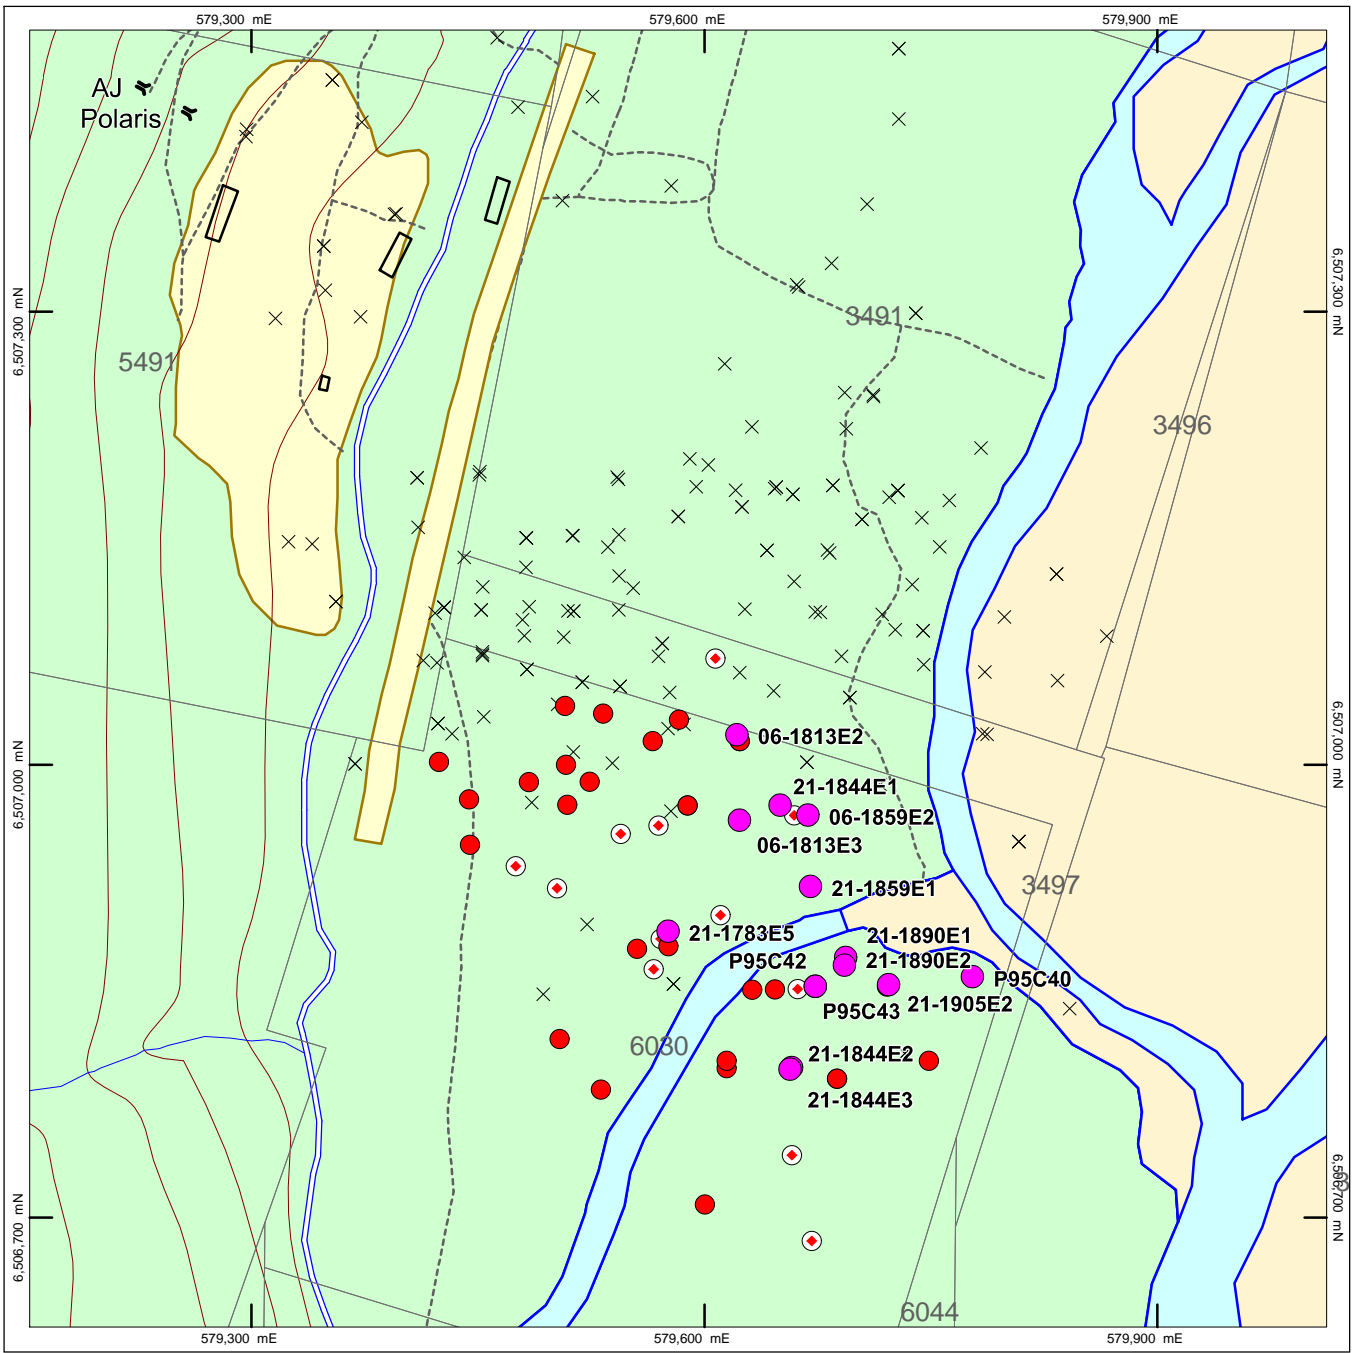 579,300 mE
579,600 mE
579,900 mE
AJ
Polaris
6,507,300 mN
6,507,300 mN
3491
5491
3496
06-1813E2
6,507,000 mN
6,507,000 mN
21-1844E1
06-1859E2
06-1813E3
3497
21-1859E1
21-1783E5
21-1890E1
P95C42
21-1890E2
P95C40
P95C43
21-1905E2
6030
21-1844E2
21-1844E3
6,506,700 mN
6,506,700 mN
3
6044
579,300 mE
579,600 mE
579,900 mE